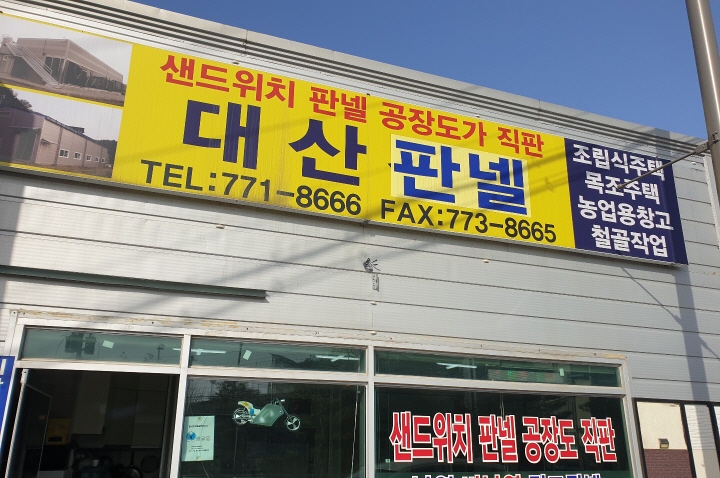 샌드위치 판넬 공장도가 직판
대산 판넬
TEL:771-8666 FAX:773-8665
조립식주택
목조주택
농업용창고
철골작업
샌드위치 판넬 공장도 직판